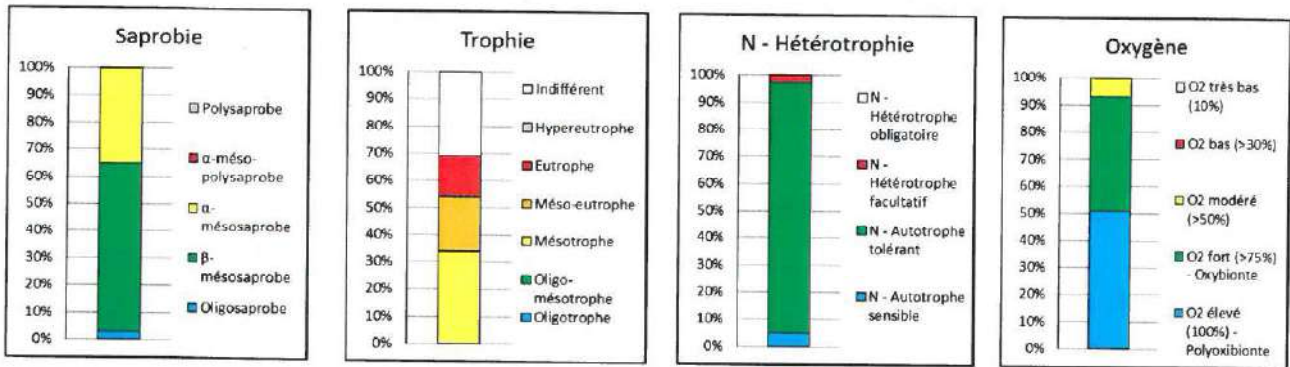 Saprobie
100%
90%
80%
70%
60%
50%
40%
30%
20%
10%
0%
Polysaprobe
α-méso-
polysaprobe
α-
mésosaprobe
β-
mésosaprobe
Oligosaprobe
Trophie
100%
90%
80%
70%
60%
50%
40%
30%
20%
10%
0%
Indifférent
Hypereutrophe
Eutrophe
Méso-eutrophe
Mésotrophe
Oligo-
mésotrophe
Oligotrophe
N - Hétérotrophie
100%
90%
80%
70%
60%
50%
40%
30%
20%
10%
0%
N -
Hétérotrophe
obligatoire
N -
Hétérotrophe
facultatif
N - Autotrophe
tolérant
N - Autotrophe
sensible
Oxygène
100%
90%
80%
70%
60%
50%
40%
30%
20%
10%
0%
O2 très bas
(10%)
O2 bas (>30%)
O2 modéré
(>50%)
O2 fort (>75%)
- Oxybionte
O2 élevé
(100%) -
Polyoxibionte